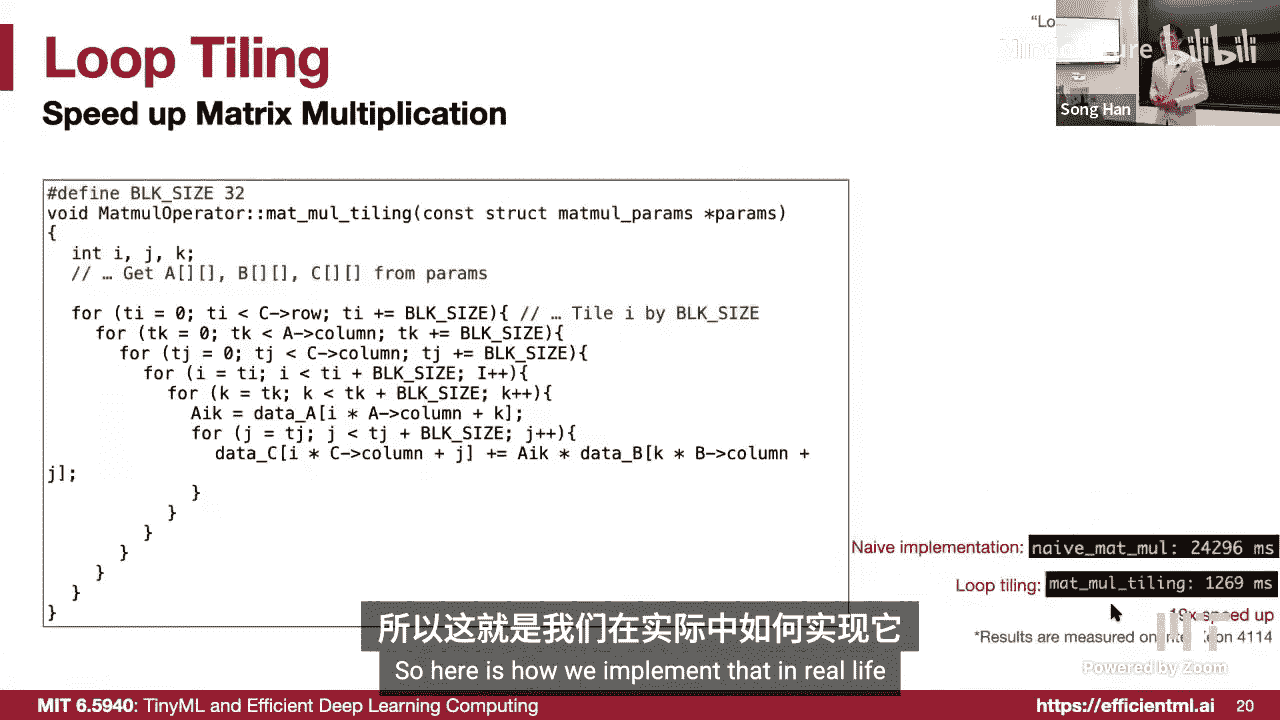 Loop Tiling
Speed up Matrix Multiplication
"Lo
bilibili
Song Han
#define BLK_SIZE 32
void MatmulOperator::mat_mul_tiling(const struct matmul_params *params)
{
int i, j, k;
// … Get A[][], B[][], C[][] from params
for (ti = 0; ti < C->row; ti += BLK_SIZE){ // … Tile i by BLK_SIZE
for (tk = 0; tk < A->column; tk += BLK_SIZE){
for (tj = 0; tj < C->column; tj += BLK_SIZE){
for (i = ti; i < ti + BLK_SIZE; I++){
for (k = tk; k < tk + BLK_SIZE; k++){
Aik = data_A[i * A->column + k];
for (j = tj; j < tj + BLK_SIZE; j++){
data_C[i * C->column + j] += Aik * data_B[k * B->column +
j];
}
}
}
}
}
}
}
Naive implementation: naive_mat_mul: 24296 ms
Loop tiling: mat_mul_tiling: 1269 ms
19x speed up
*Results are measured on 4114
Powered by Zoom
所以这就是我们在实际中如何实现它
So here is how we implement that in real life
MIT 6.5940: TinyML and Efficient Deep Learning Computing
https://efficientml.ai 20